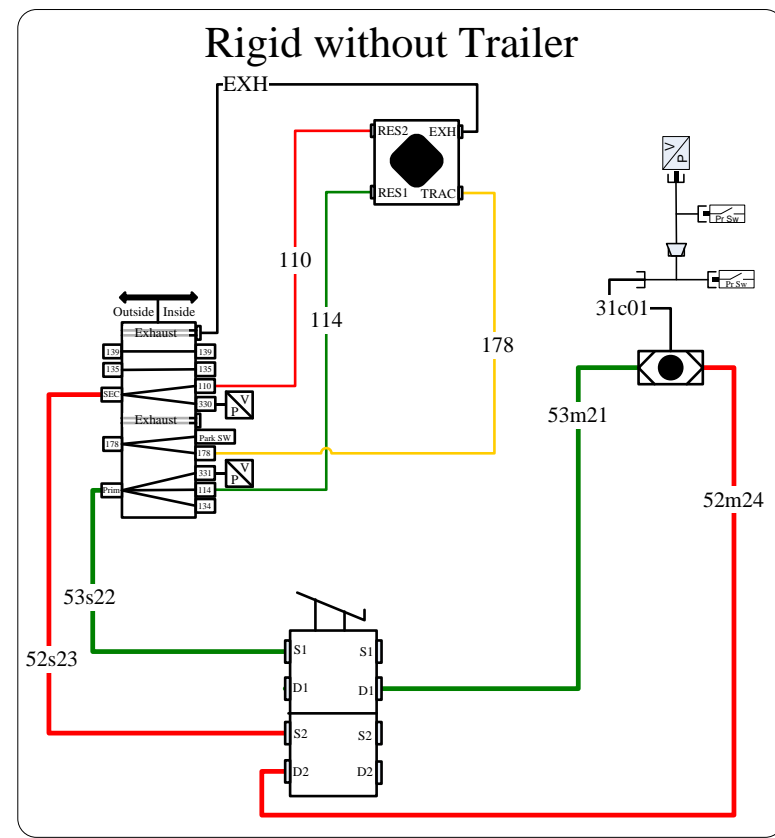 Rigid without Trailer
EXH
RES2 EXH
RES1 TRAC
V
P
Pr Sw
Pr Sw
31c01
110
114
178
Outside Inside
Exhaust
139 139
135 135
SEC 110
330 V
P
Exhaust
178 Park SW
178
331 V
P
Prim 114
134
53m21
52m24
53s22
52s23
S1 S1
D1 D1
S2 S2
D2 D2